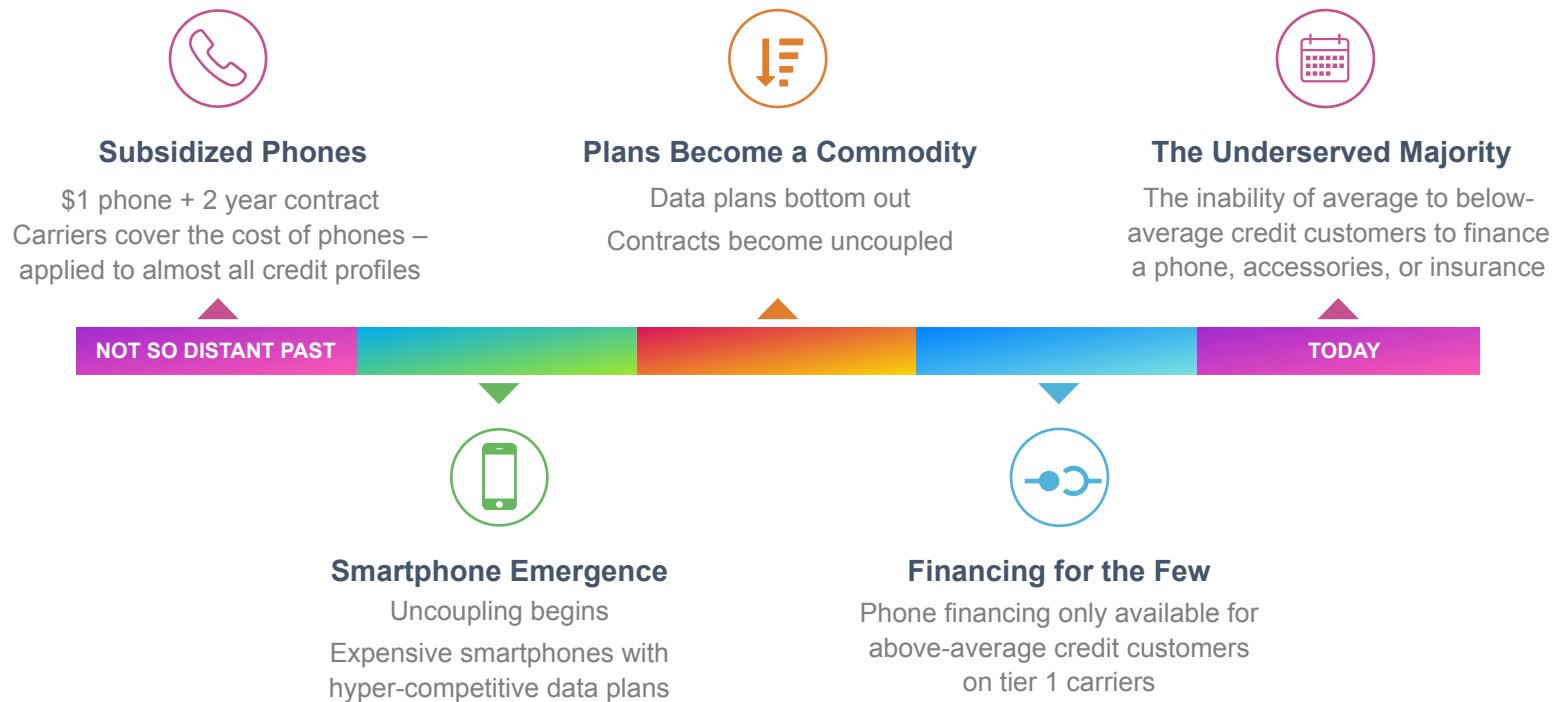 Subsidized Phones
$1 phone + 2 year contract
Carriers cover the cost of phones –
applied to almost all credit profiles
Plans Become a Commodity
Data plans bottom out
Contracts become uncoupled
The Underserved Majority
The inability of average to below-
average credit customers to finance
a phone, accessories, or insurance
NOT SO DISTANT PAST
TODAY
Smartphone Emergence
Uncoupling begins
Expensive smartphones with
hyper-competitive data plans
Financing for the Few
Phone financing only available for
above-average credit customers
on tier 1 carriers